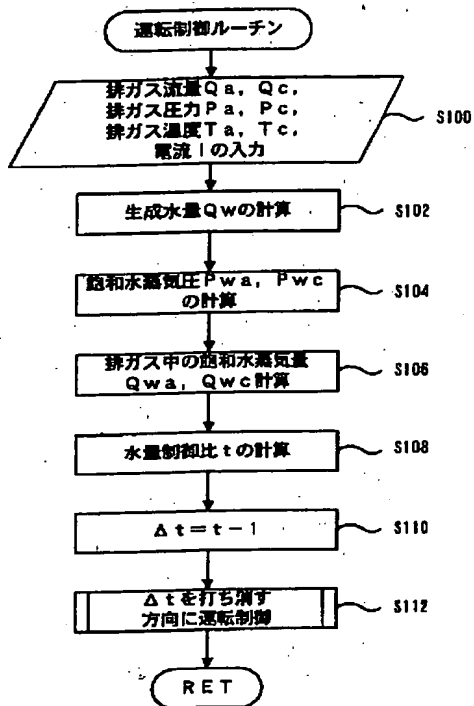 運転制御ルーチン
排ガス流量Ｑａ，Ｑｃ，
排ガス圧力Ｐａ，Ｐｃ，
排ガス温度Ｔａ，Ｔｃ，
電流Ｉの入力
S100
生成水量Ｑｗの計算
S102
飽和水蒸気圧Ｐｗａ，Ｐｗｃ
の計算
S104
排ガス中の飽和水蒸気量
Ｑｗａ，Ｑｗｃ計算
S106
水量制御比ｔの計算
S108
Δｔ＝ｔ－１
S110
Δｔを打ち消す
方向に運転制御
S112
ＲＥＴ